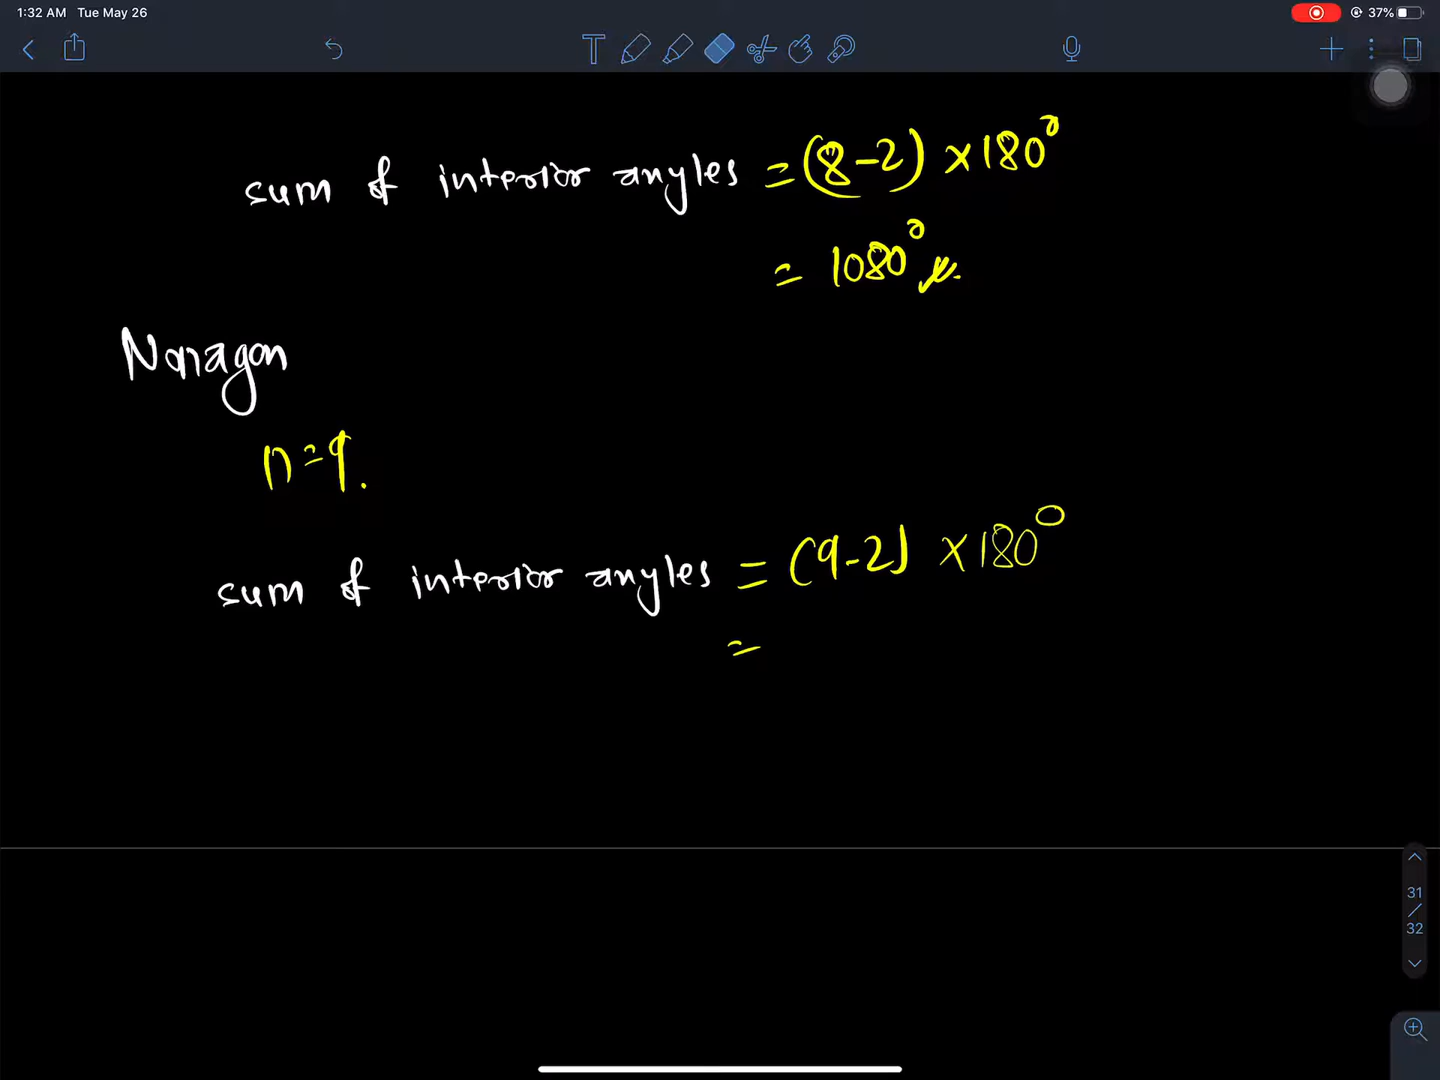 1:32 AM Tue May 26
37%
sum of interior angles = (8-2) ×180°
= 1080°
Nonagon
n=9.
sum of interior angles = (9-2) ×180°
=
31
32